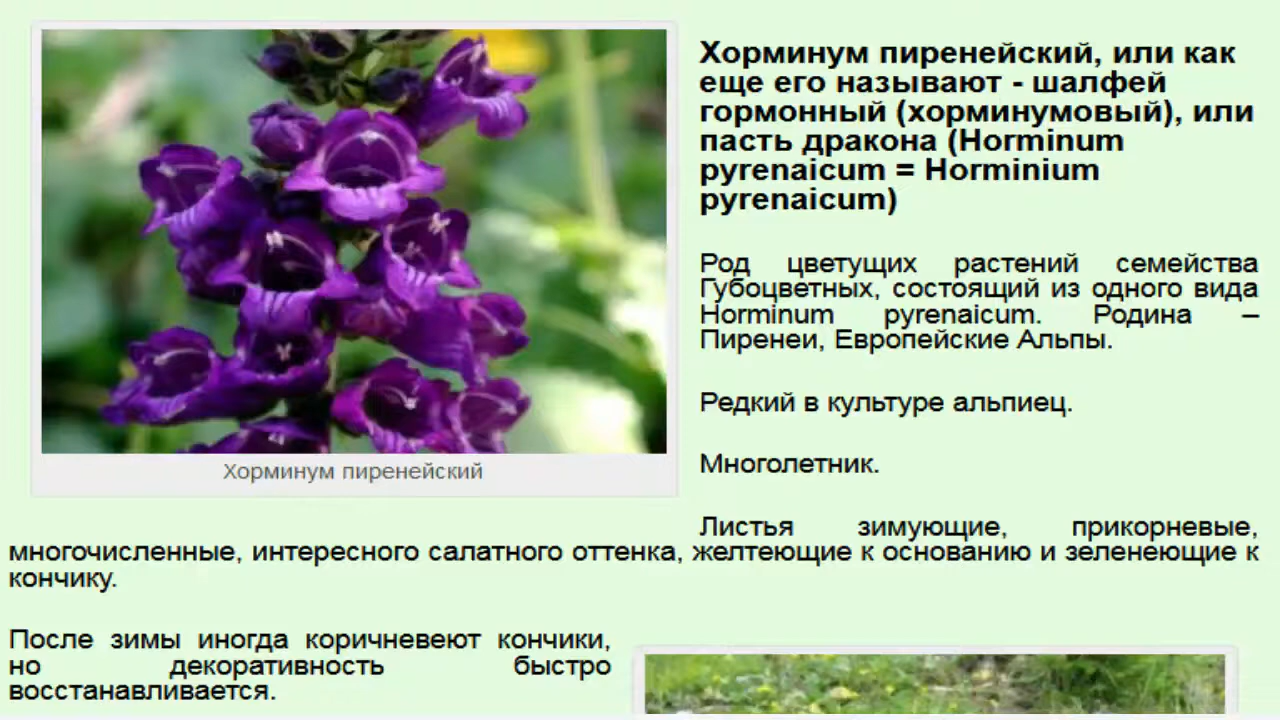 Хорминум пиренейский, или как
еще его называют - шалфей
гормонный (хорминумовый), или
пасть дракона (Horminum
pyrenaicum = Horminium
pyrenaicum)
Род цветущих растений семейства
Губоцветных, состоящий из одного вида
Horminum pyrenaicum. Родина –
Пиренеи, Европейские Альпы.
Редкий в культуре альпиец.
Многолетник.
Листья зимующие, прикорневые,
многочисленные, интересного салатного оттенка, желтеющие к основанию и зеленеющие к
кончику.
Хорминум пиренейский
После зимы иногда коричневеют кончики,
но декоративность быстро
восстанавливается.